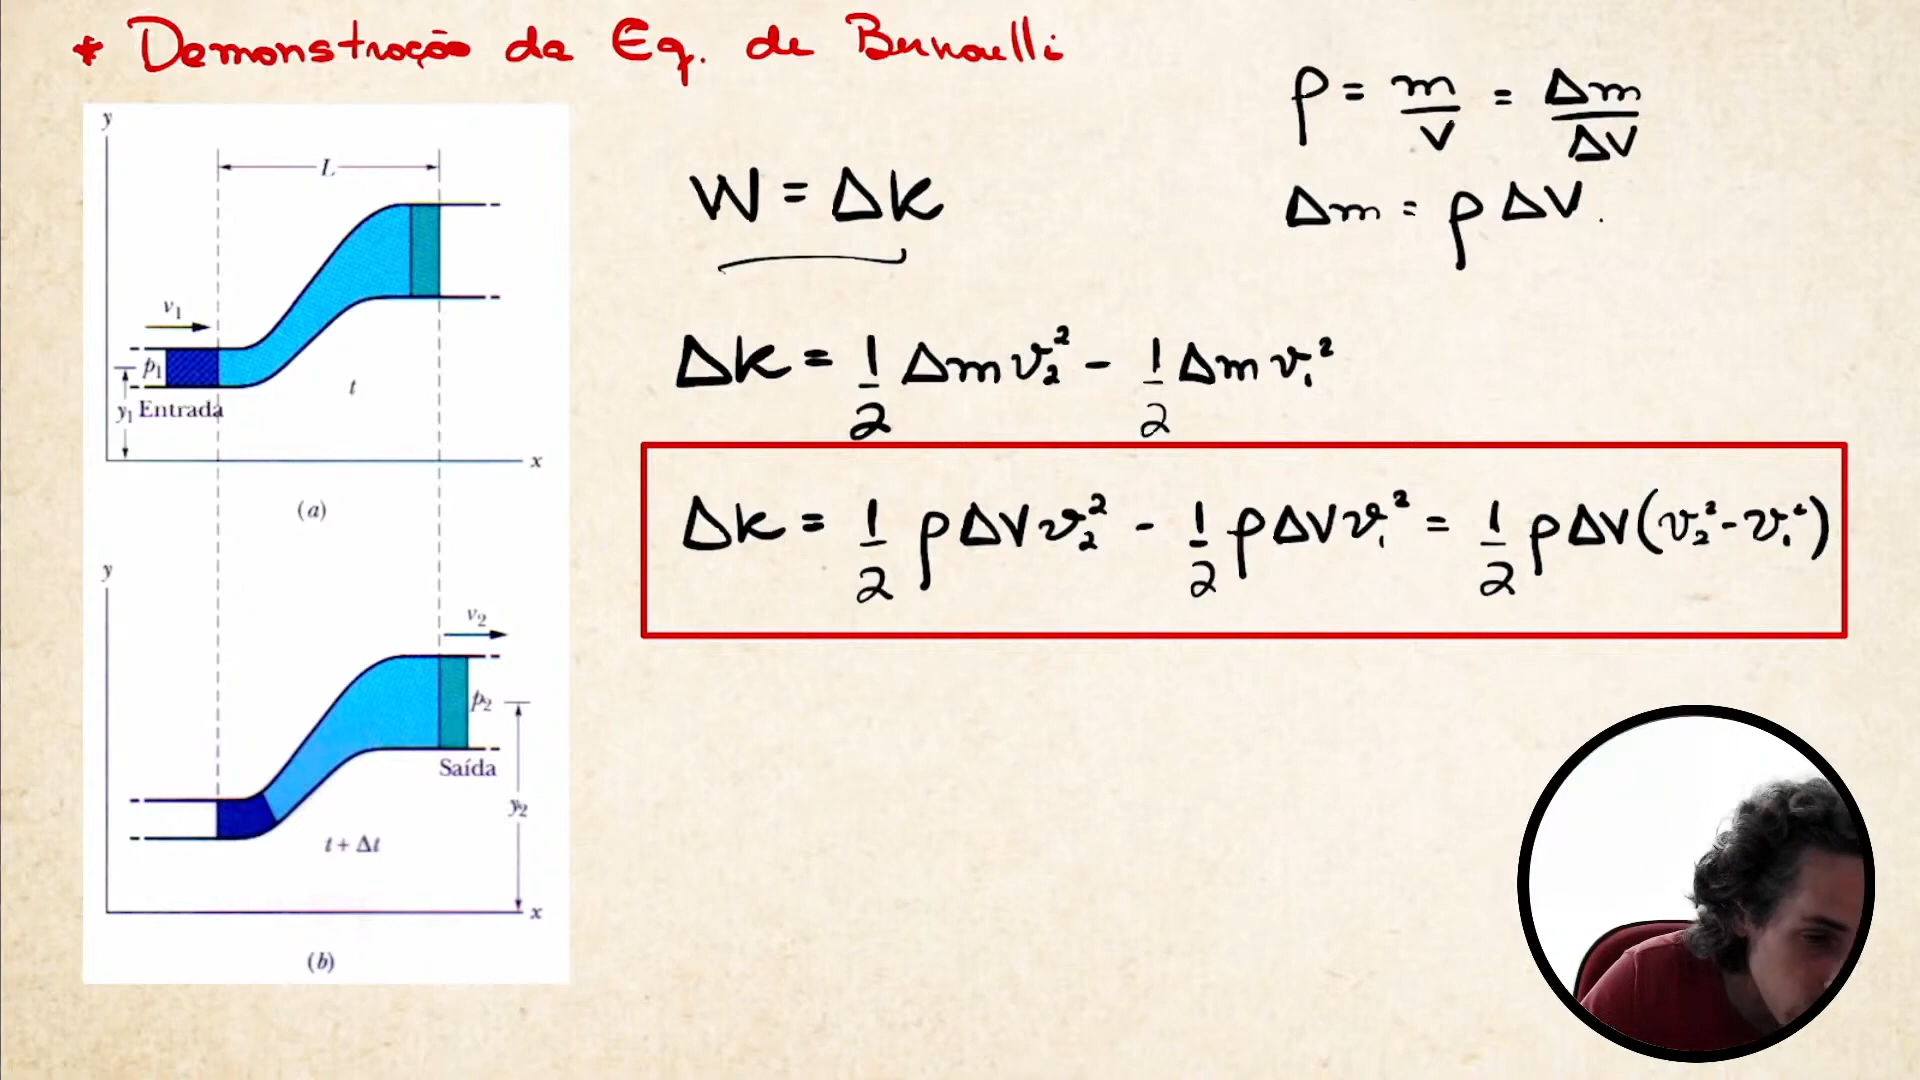 * Demonstração da Eq. de Bernoulli
ρ = m/V = Δm/ΔV
W = Δk
Δm = ρ ΔV.
Δk = 1/2 Δm v₂² - 1/2 Δm v₁²
Δk = 1/2 ρΔV v₂² - 1/2 ρΔV v₁² = 1/2 ρΔV (v₂² - v₁²)
y
L
v₁
p₁
t
y₁ Entrada
x
(a)
y
v₂
p₂
Saída
y₂
t + Δt
x
(b)